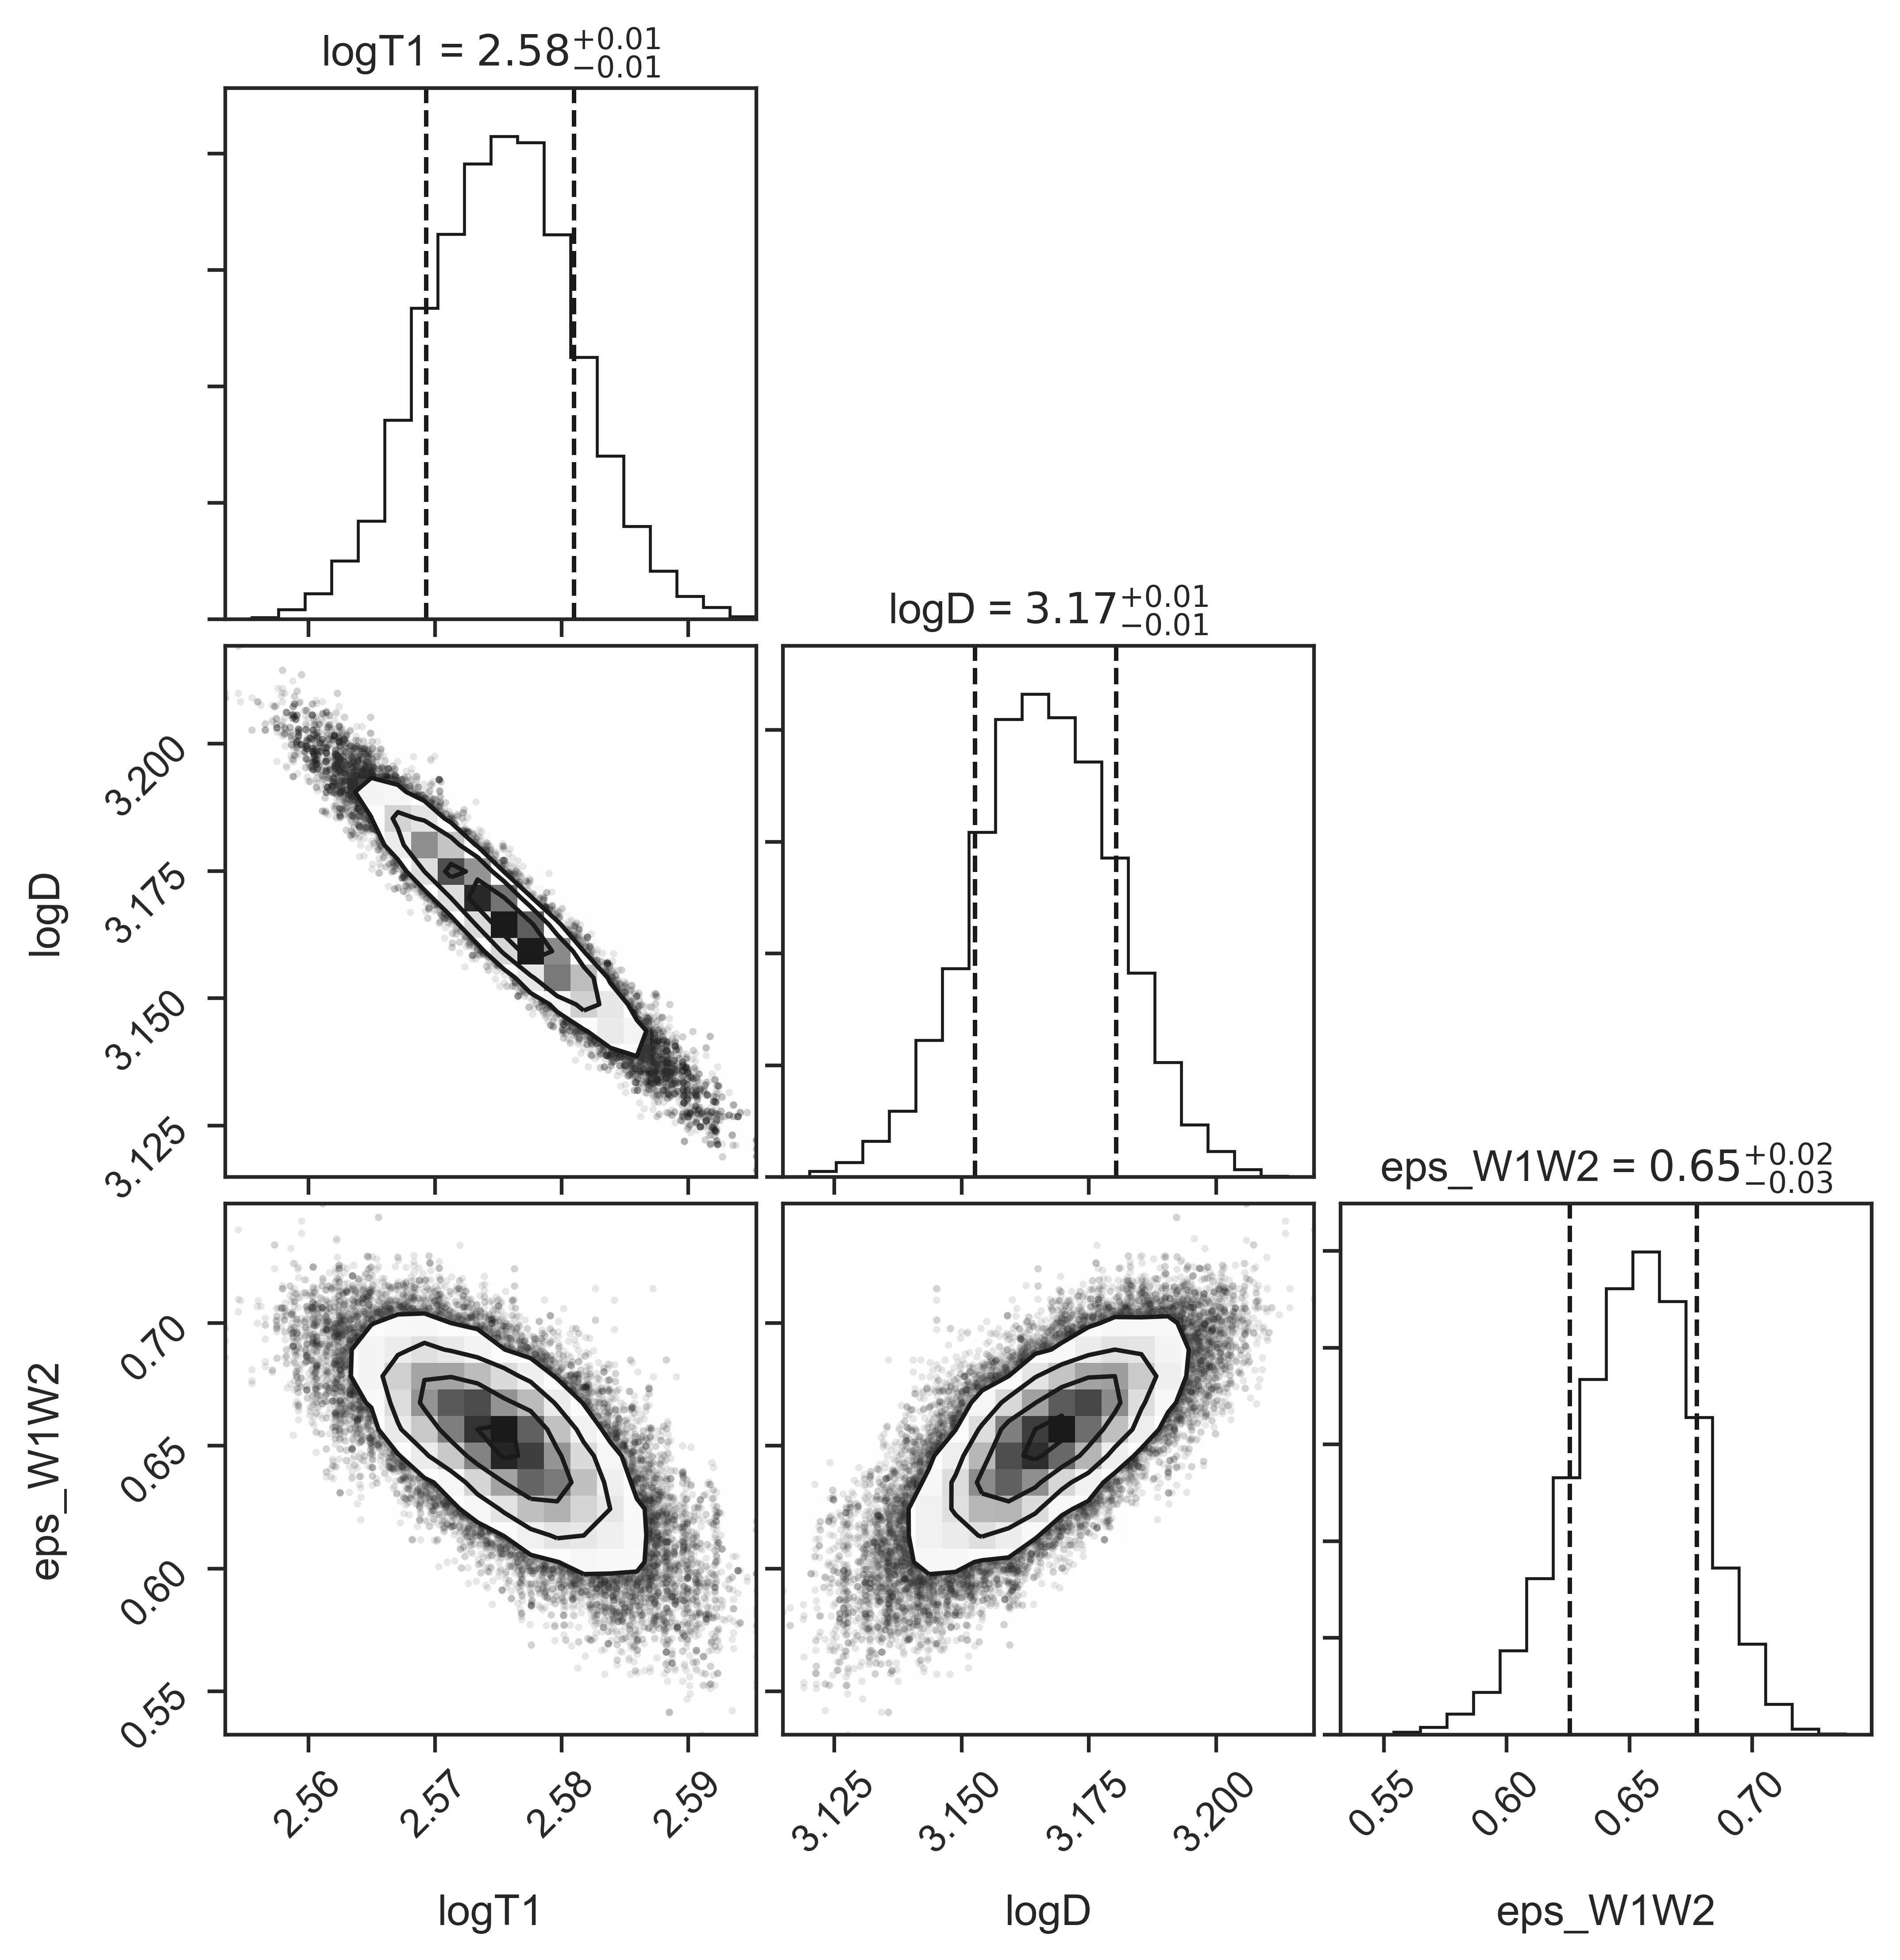 logT1 = 2.58+0.01−0.01
logD = 3.17+0.01−0.01
3.200
3.175
3.150
3.125
logD
eps_W1W2 = 0.65+0.02−0.03
0.70
0.65
0.60
0.55
eps_W1W2
2.56 2.57 2.58 2.59 3.125 3.150 3.175 3.200 0.55 0.60 0.65 0.70
logT1 logD eps_W1W2